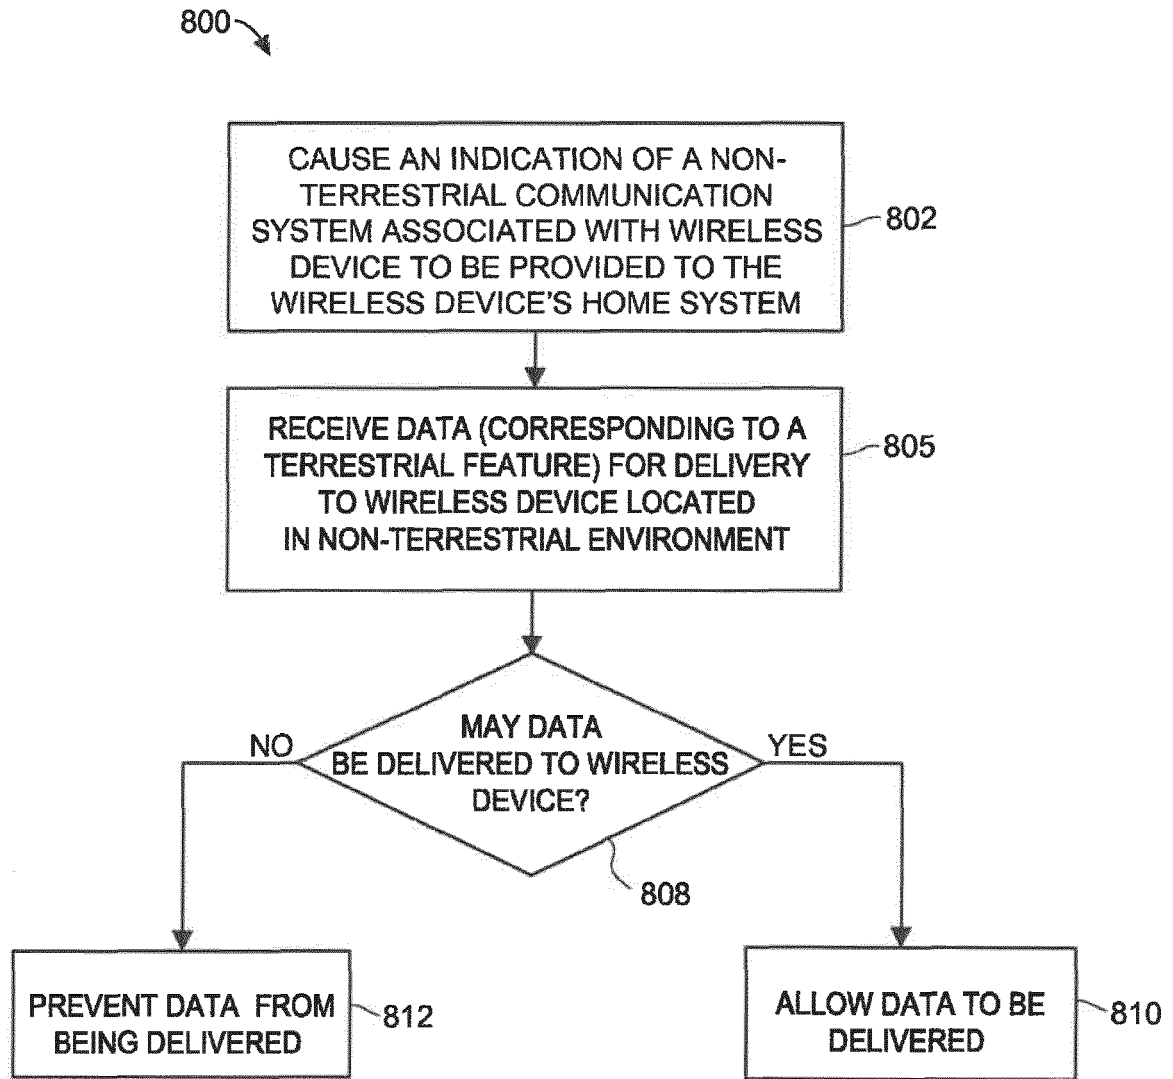 800
CAUSE AN INDICATION OF A NON-
TERRESTRIAL COMMUNICATION
SYSTEM ASSOCIATED WITH WIRELESS
DEVICE TO BE PROVIDED TO THE
WIRELESS DEVICE'S HOME SYSTEM
802
RECEIVE DATA (CORRESPONDING TO A
TERRESTRIAL FEATURE) FOR DELIVERY
TO WIRELESS DEVICE LOCATED
IN NON-TERRESTRIAL ENVIRONMENT
805
MAY DATA
BE DELIVERED TO WIRELESS
DEVICE?
NO
YES
808
PREVENT DATA FROM
BEING DELIVERED
812
ALLOW DATA TO BE
DELIVERED
810